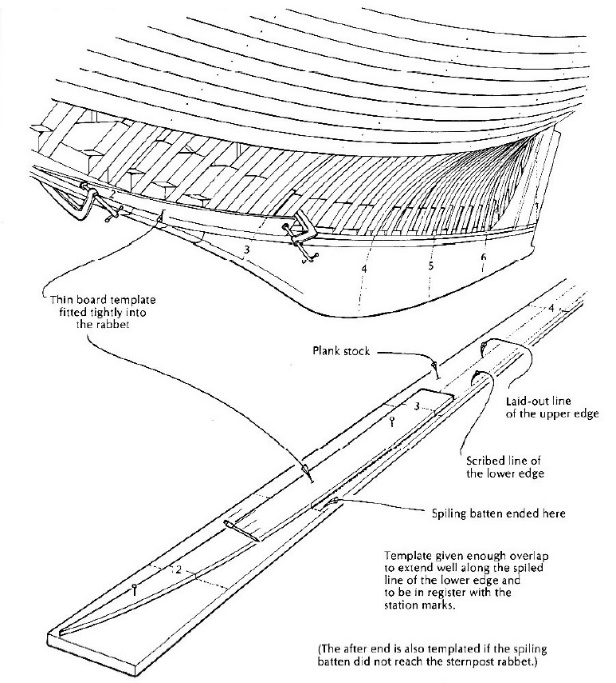 3
4
5
6
Thin board template
fitted tightly into
the rabbet
4
Plank stock
Laid-out line
of the upper edge
3
Scribed line of
the lower edge
Spiling batten ended here
Template given enough overlap
to extend well along the spiled
line of the lower edge and
to be in register with the
station marks.
2
(The after end is also templated if the spiling
batten did not reach the sternpost rabbet.)